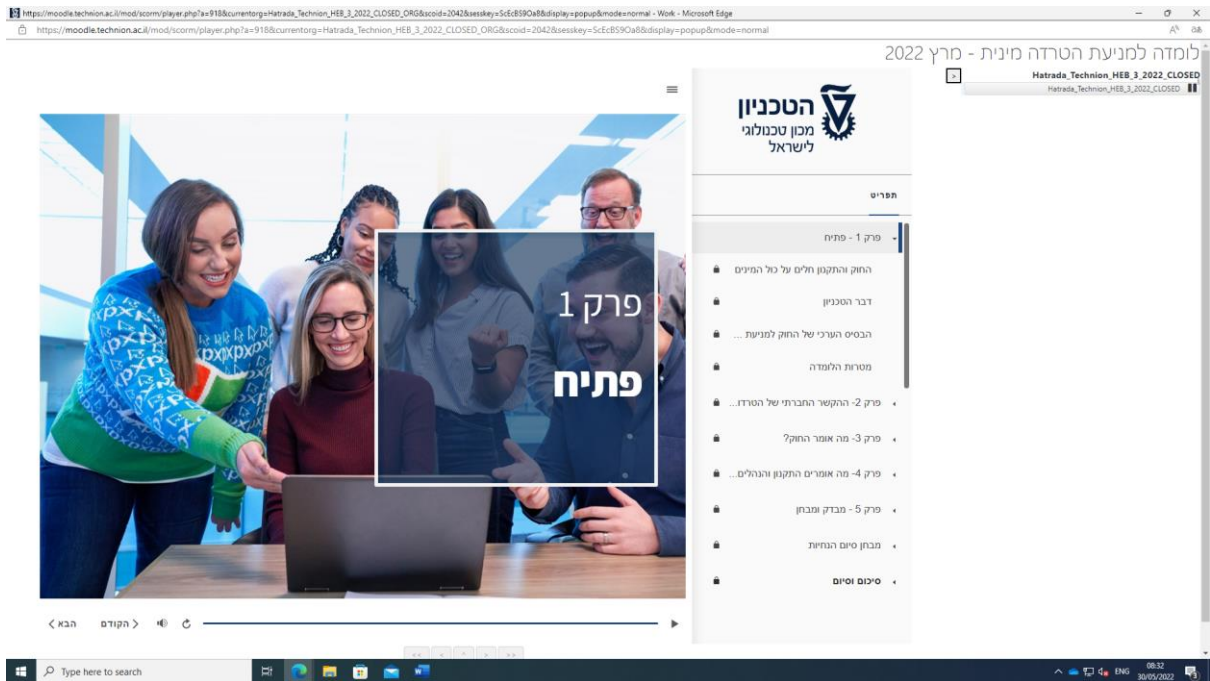 https://moodle.technion.ac.il/mod/scorm/player.php?a=918&currentorg=Hatrada_Technion_HEB_3_2022_CLOSED_ORG&scoid=2042&sesskey=5cEcB59Oa8&display=popup&mode=normal - Work - Microsoft Edge
https://moodle.technion.ac.il/mod/scorm/player.php?a=918&currentorg=Hatrada_Technion_HEB_3_2022_CLOSED_ORG&scoid=2042&sesskey=5cEcB59Oa8&display=popup&mode=normal
לומדה למניעת הטרדה מינית - מרץ 2022
Hatrada_Technion_HEB_3_2022_CLOSED
Hatrada_Technion_HEB_3_2022_CLOSED
הטכניון
מכון טכנולוגי
לישראל
תפריט
פרק 1 - פתיח
החוק והתקנון חלים על כול המינים
דבר הטכניון
הבסיס הערכי של החוק למניעת ...
מטרות הלומדה
פרק 2- ההקשר החברתי של הטרדו...
פרק 3- מה אומר החוק?
פרק 4- מה אומרים התקנון והנהלים...
פרק 5 - מבדק ומבחן
מבחן סיום הנחיות
סיכום וסיום
פרק 1
פתיח
הקודם
הבא
<< < ^ > >>
Type here to search
ENG
08:32
30/05/2022